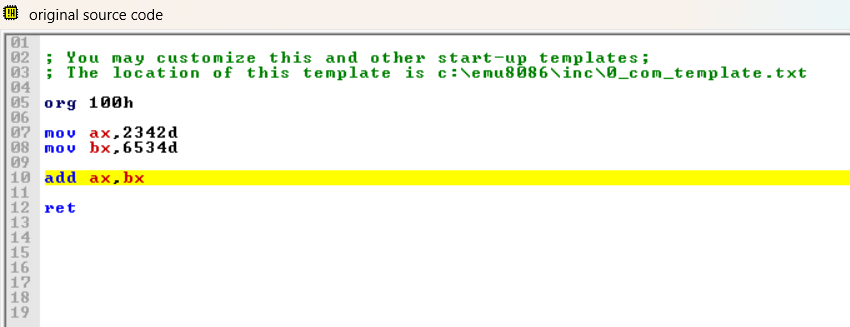 original source code
01
02 ; You may customize this and other start-up templates;
03 ; The location of this template is c:\emu8086\inc\0_com_template.txt
04
05 org 100h
06
07 mov ax,2342d
08 mov bx,6534d
09
10 add ax,bx
11
12 ret
13
14
15
16
17
18
19